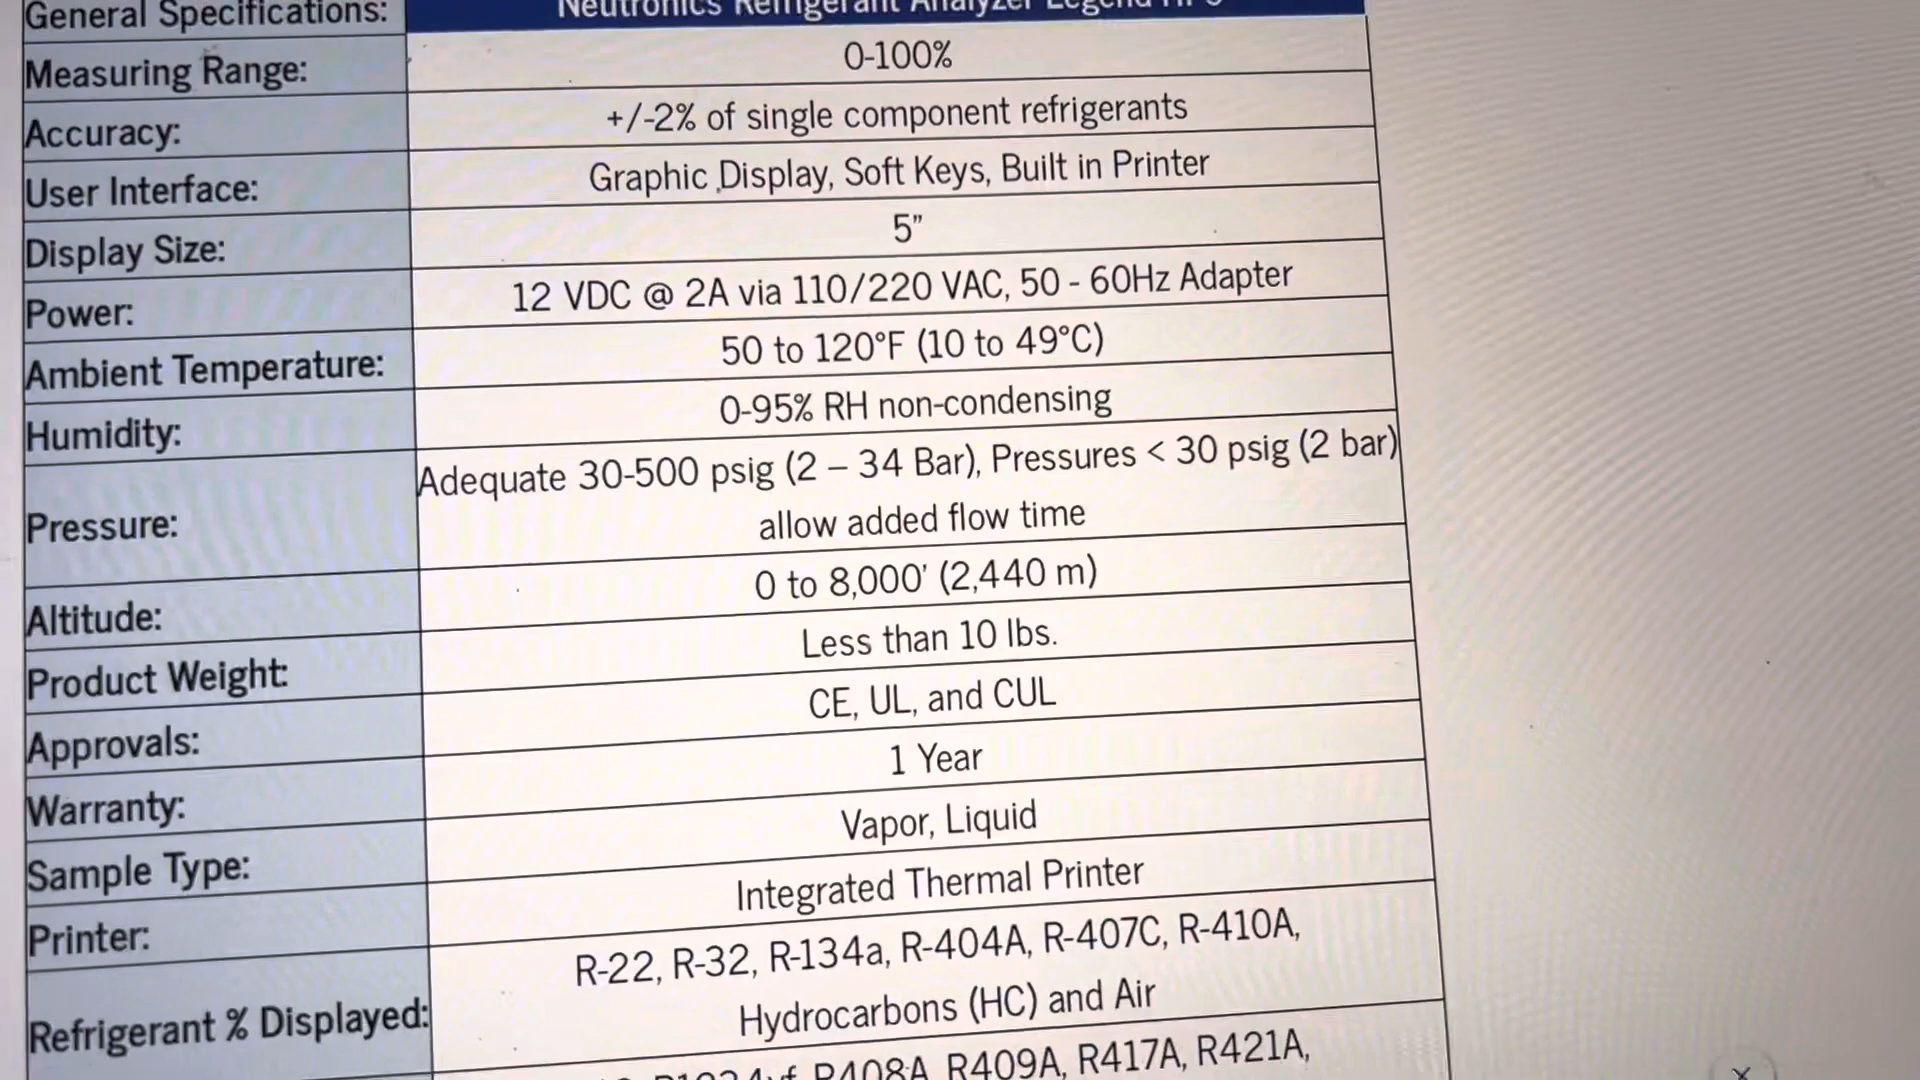 General Specifications: Neutronics Refrigerant Analyzer Legend
Measuring Range: 0-100%
Accuracy: +/-2% of single component refrigerants
User Interface: Graphic Display, Soft Keys, Built in Printer
Display Size: 5”
Power: 12 VDC @ 2A via 110/220 VAC, 50 - 60Hz Adapter
Ambient Temperature: 50 to 120°F (10 to 49°C)
Humidity: 0-95% RH non-condensing
Pressure: Adequate 30-500 psig (2 – 34 Bar), Pressures < 30 psig (2 bar)
allow added flow time
Altitude: 0 to 8,000’ (2,440 m)
Product Weight: Less than 10 lbs.
Approvals: CE, UL, and CUL
Warranty: 1 Year
Sample Type: Vapor, Liquid
Printer: Integrated Thermal Printer
Refrigerant % Displayed: R-22, R-32, R-134a, R-404A, R-407C, R-410A,
Hydrocarbons (HC) and Air
R408A, R409A, R417A, R421A,